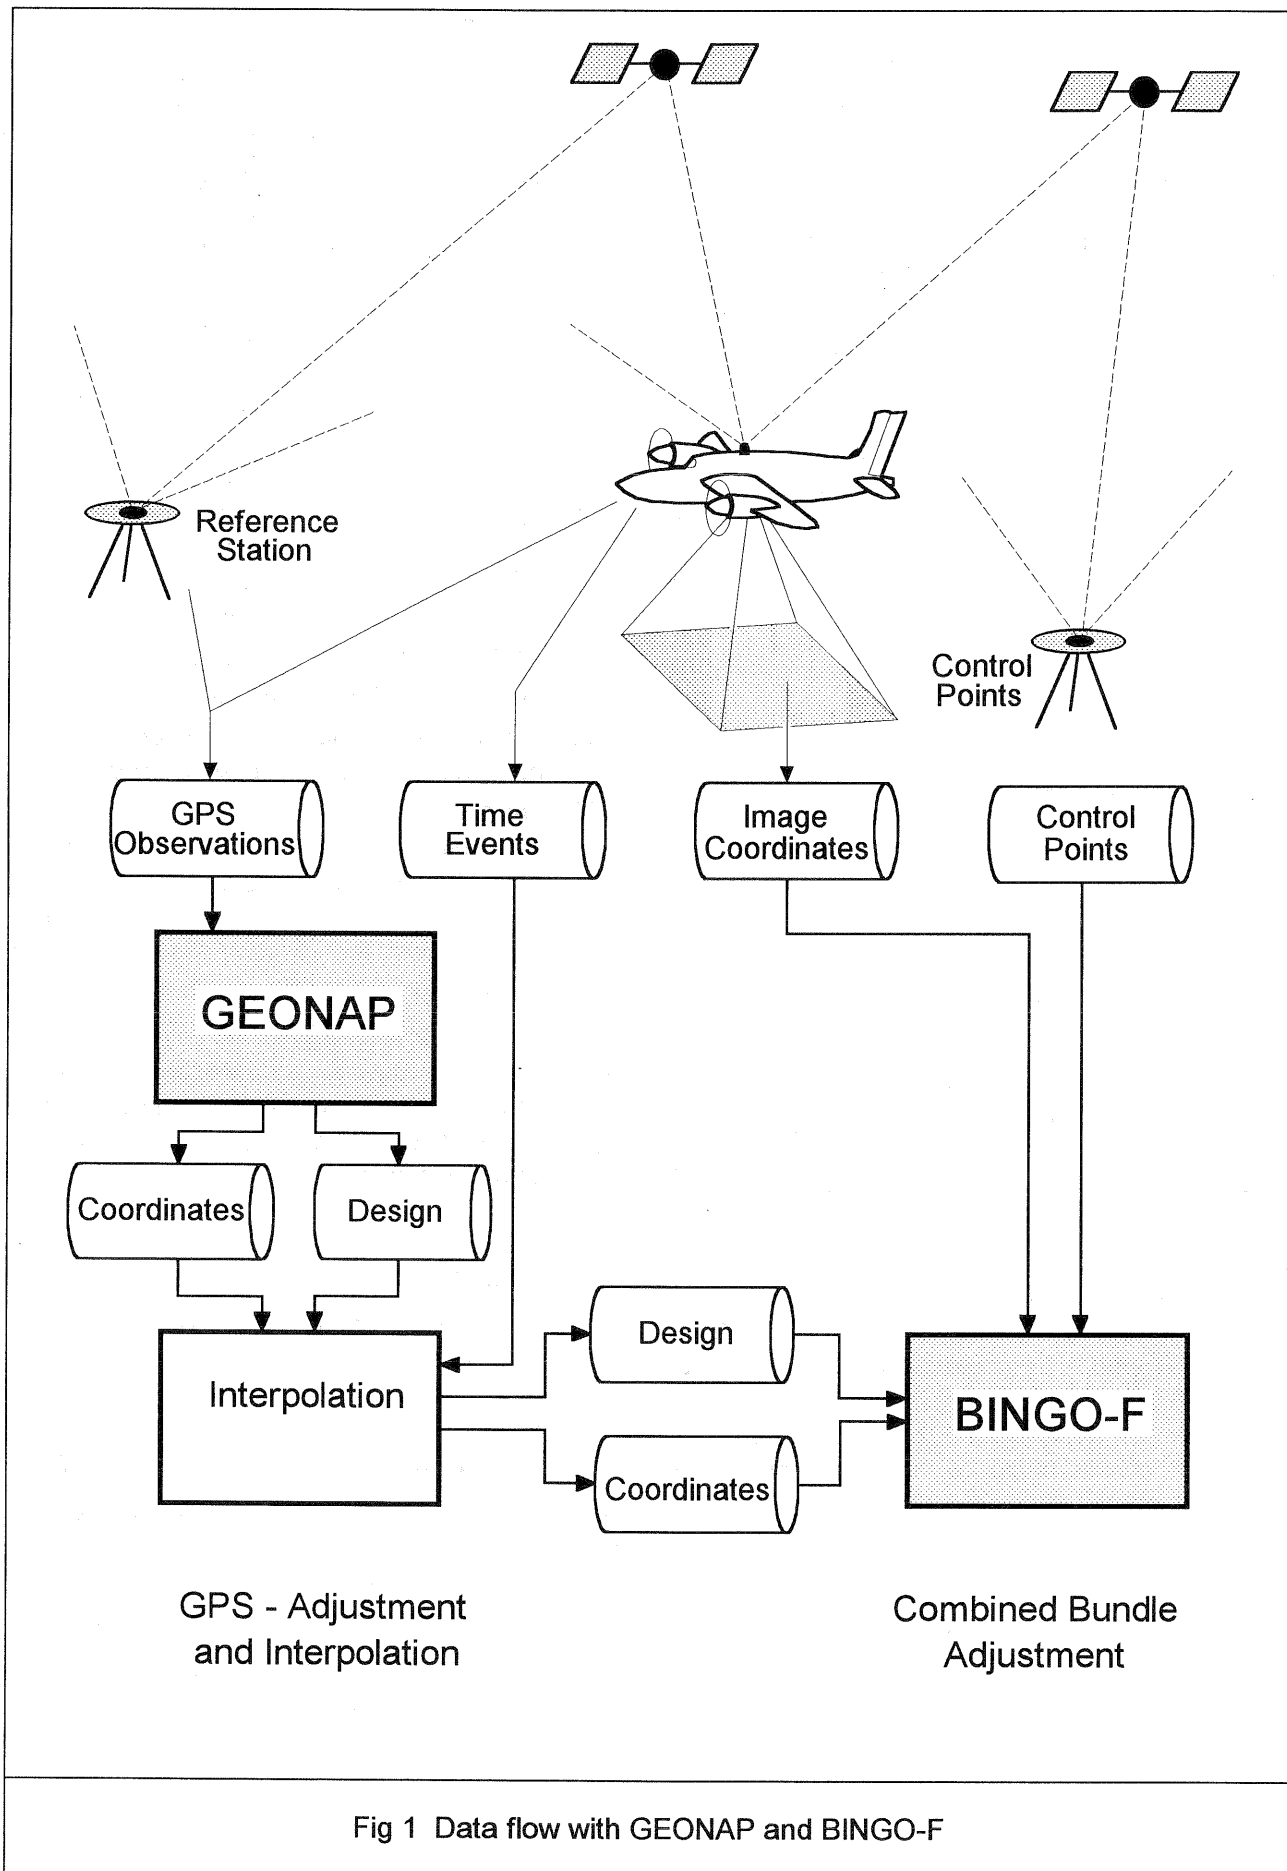 Reference
Station
Control
Points
GPS
Observations
Time
Events
Image
Coordinates
Control
Points
GEONAP
Coordinates
Design
Interpolation
Design
Coordinates
BINGO-F
GPS - Adjustment
and Interpolation
Combined Bundle
Adjustment
Fig 1 Data flow with GEONAP and BINGO-F